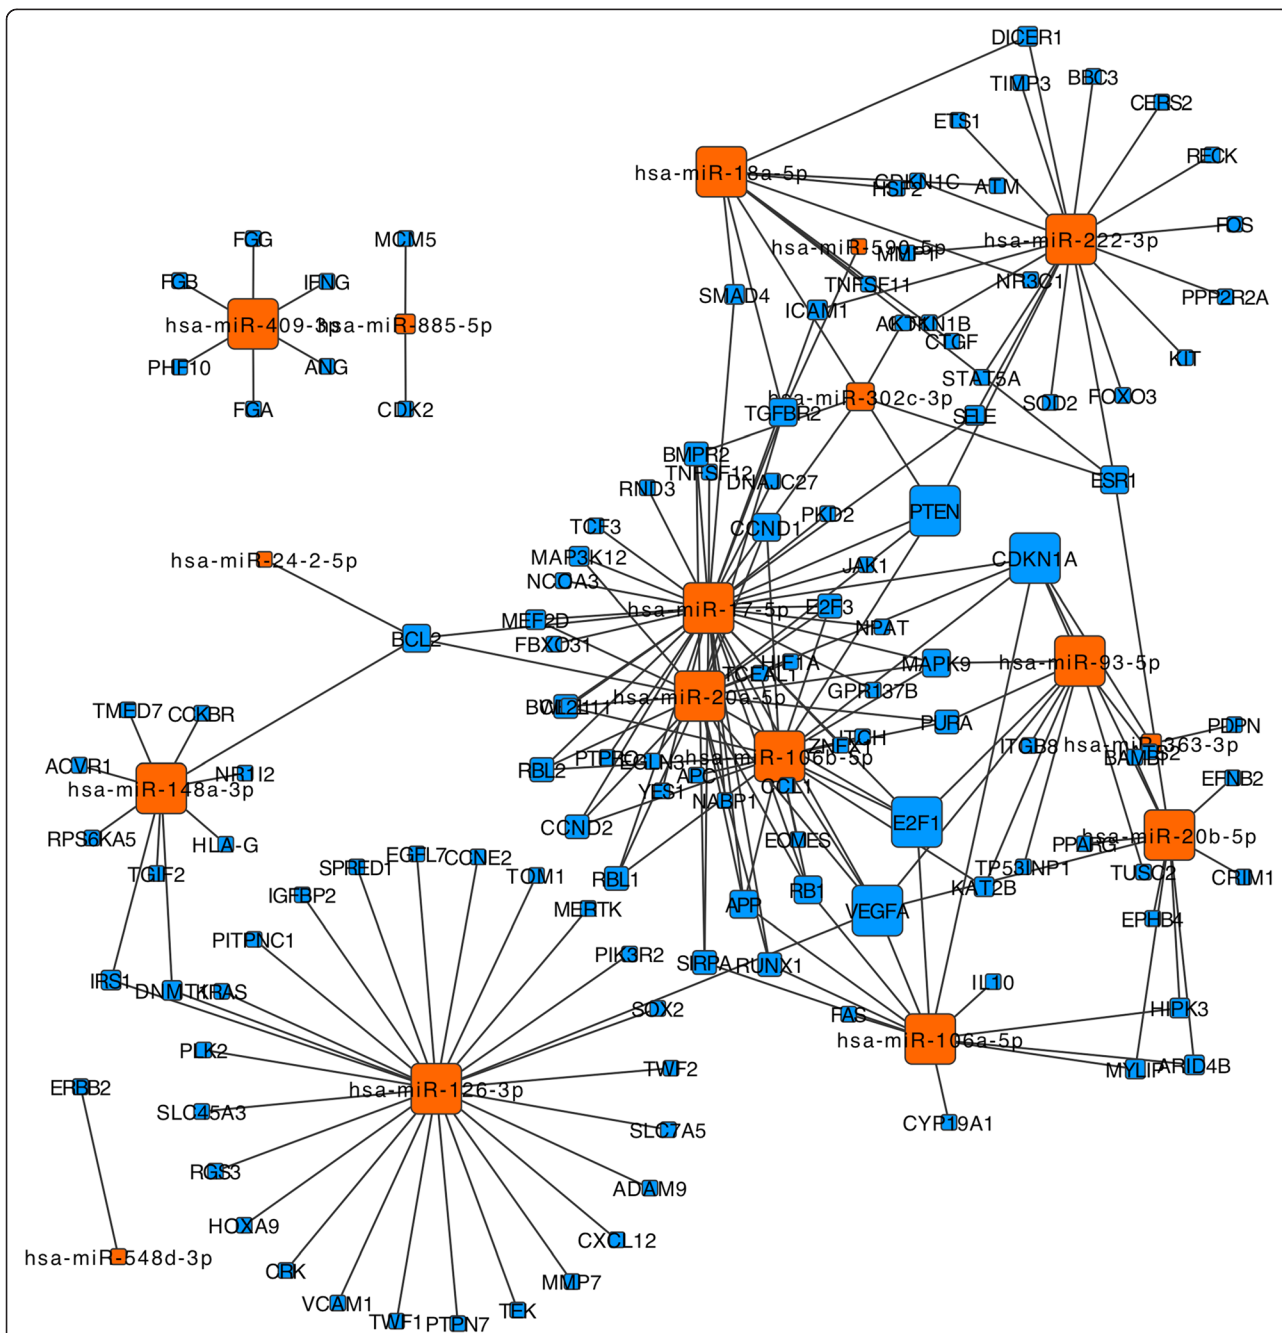 DICER1
TIMP3
BBC3
CERS2
ETS1
RECK
hsa-miR-18a-5p
CDKN1C
HSF2
ATM
FOS
FGG
MCM5
hsa-miR-590-5p
hsa-miR-222-3p
FGB
IFNG
TNFSF11
NR3C1
SMAD4
PPP2R2A
ICAM1
hsa-miR-409-3p
hsa-miR-885-5p
CDKN1B
CTGF
KIT
PHF10
ANG
STAT5A
hsa-miR-302c-3p
FGA
CDK2
TGFBR2
SELE
SOD2
FOXO3
BMPR2
TNFSF12
DNAJC27
ESR1
RND3
PTEN
TCF3
CCND1
PKD2
hsa-miR-24-2-5p
MAP3K12
JAK1
CDKN1A
NCOA3
hsa-miR-17-5p
E2F3
MEF2D
NPAT
BCL2
FBXO31
HIF1A
MAPK9
hsa-miR-93-5p
TCEAL1
hsa-miR-20a-5p
GPR137B
TMED7
CCKBR
PURA
PDPN
ITCH
ZNFX1
ITGB8
hsa-miR-363-3p
ACVR1
NR1I2
RBL2
EGLN3
hsa-miR-106b-5p
BAMBI
hsa-miR-148a-3p
APC
CCL1
EFNB2
YES1
NABP1
RPS6KA5
HLA-G
CCND2
EOMES
E2F1
PPARG
hsa-miR-20b-5p
SPRED1
EGFL7
CCNE2
TGIF2
TOM1
RBL1
RB1
TP53INP1
KAT2B
TUSC2
CRIM1
IGFBP2
MERTK
APP
VEGFA
EPHB4
PITPNC1
PIK3R2
SIRPA
RUNX1
IRS1
DNMT1
KRAS
IL10
SOX2
FAS
HIPK3
PLK2
hsa-miR-106a-5p
TWF2
MYLIP
ARID4B
ERBB2
hsa-miR-126-3p
SLC45A3
SLC7A5
CYP19A1
RGS3
ADAM9
HOXA9
CXCL12
hsa-miR-548d-3p
CRK
MMP7
VCAM1
TWF1
PTPN7
TEK